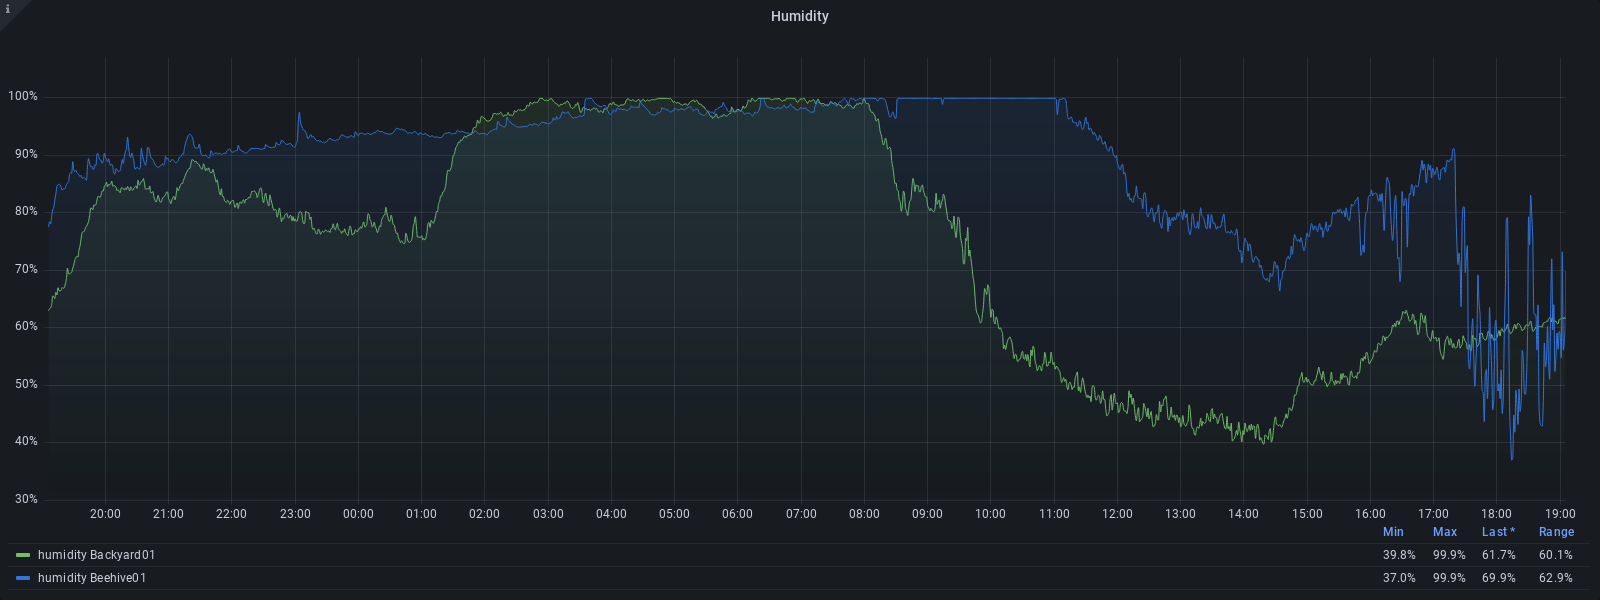 i
Humidity
100%
90%
80%
70%
60%
50%
40%
30%
20:00 21:00 22:00 23:00 00:00 01:00 02:00 03:00 04:00 05:00 06:00 07:00 08:00 09:00 10:00 11:00 12:00 13:00 14:00 15:00 16:00 17:00 18:00 19:00
Min Max Last * Range
humidity Backyard01 39.8% 99.9% 61.7% 60.1%
humidity Beehive01 37.0% 99.9% 69.9% 62.9%